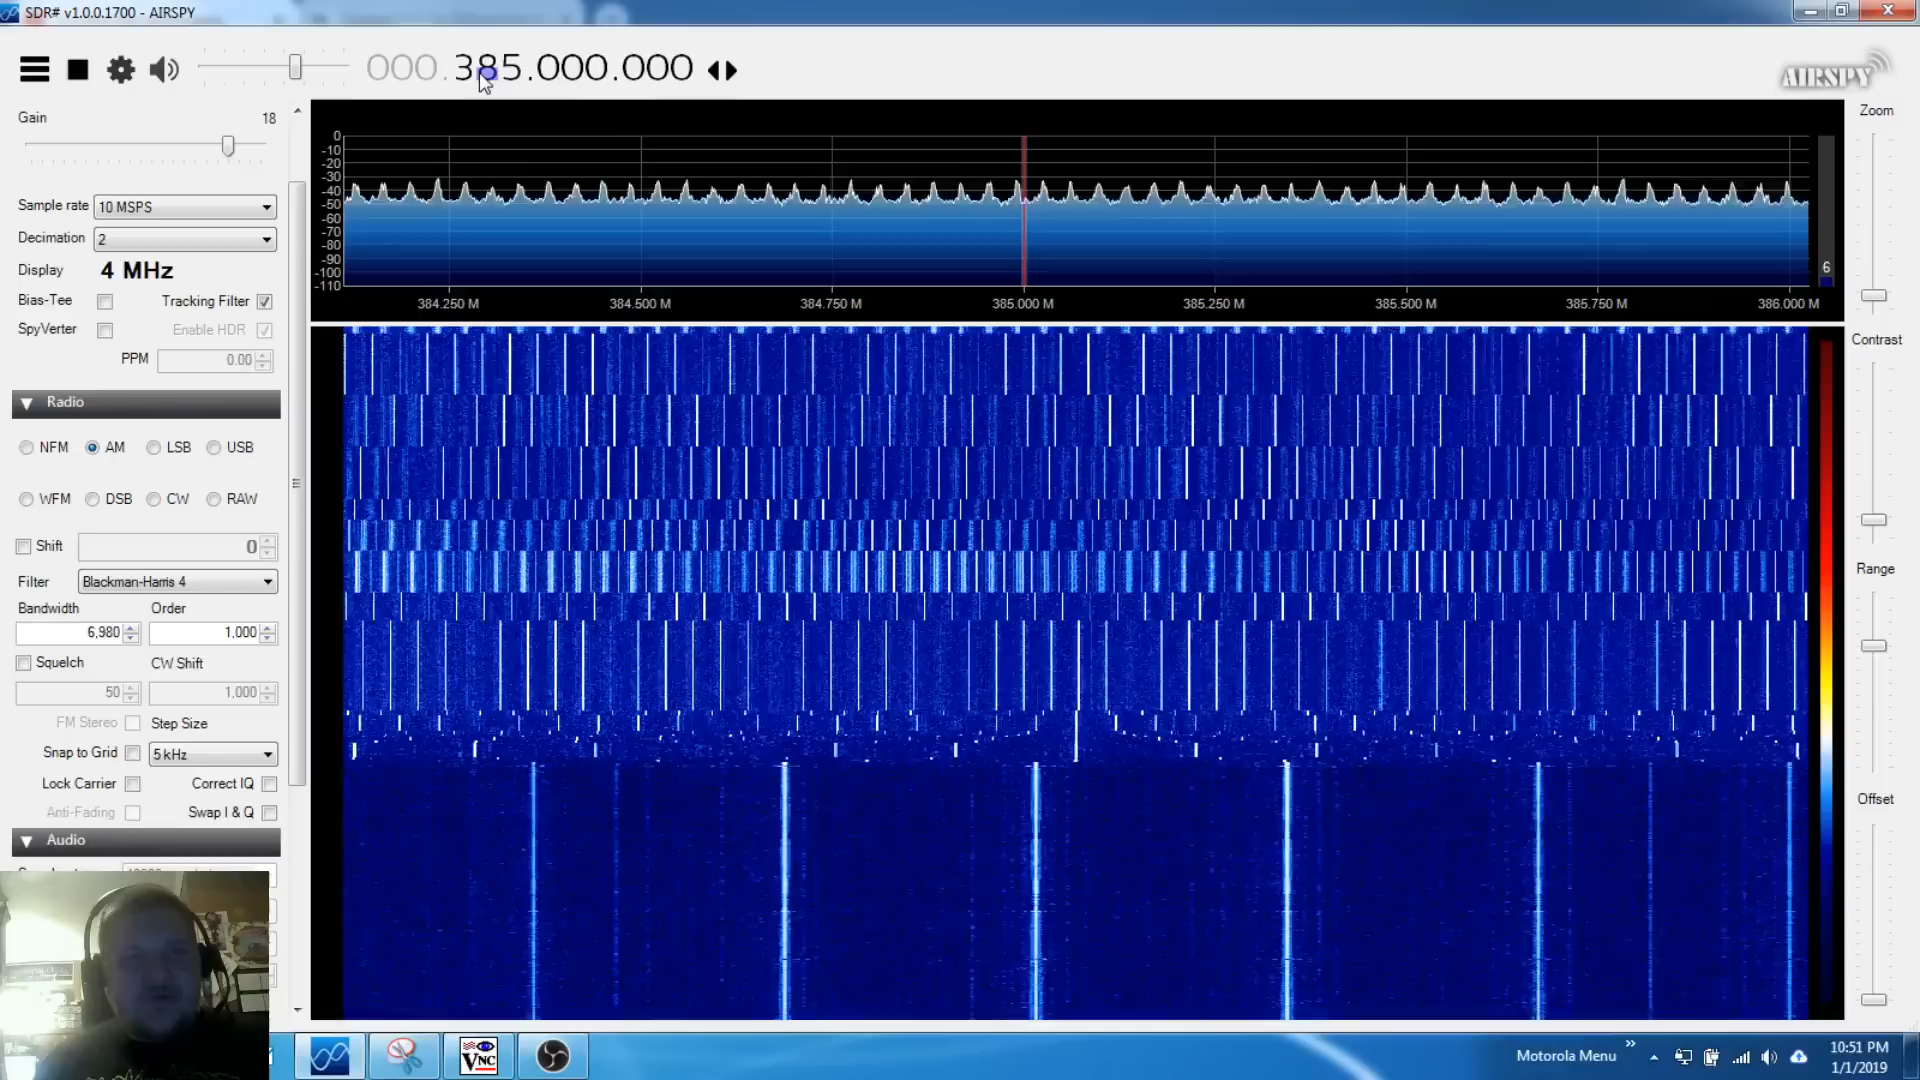 SDR# v1.0.0.1700 - AIRSPY
000.385.000.000
AIRSPY
Gain 18
Sample rate 10 MSPS
Decimation 2
Display 4 MHz
Bias-Tee Tracking Filter
SpyVerter Enable HDR
PPM 0.00
Radio
NFM AM LSB USB
WFM DSB CW RAW
Shift 0
Filter Blackman-Harris 4
Bandwidth Order
6,980 1,000
Squelch CW Shift
50 1,000
FM Stereo Step Size
Snap to Grid 5 kHz
Lock Carrier Correct IQ
Anti-Fading Swap I & Q
Audio
0
-10
-20
-30
-40
-50
-60
-70
-80
-90
-100
-110
6
384.250 M 384.500 M 384.750 M 385.000 M 385.250 M 385.500 M 385.750 M 386.000 M
Zoom
Contrast
Range
Offset
VNC
Motorola Menu
10:51 PM
1/1/2019